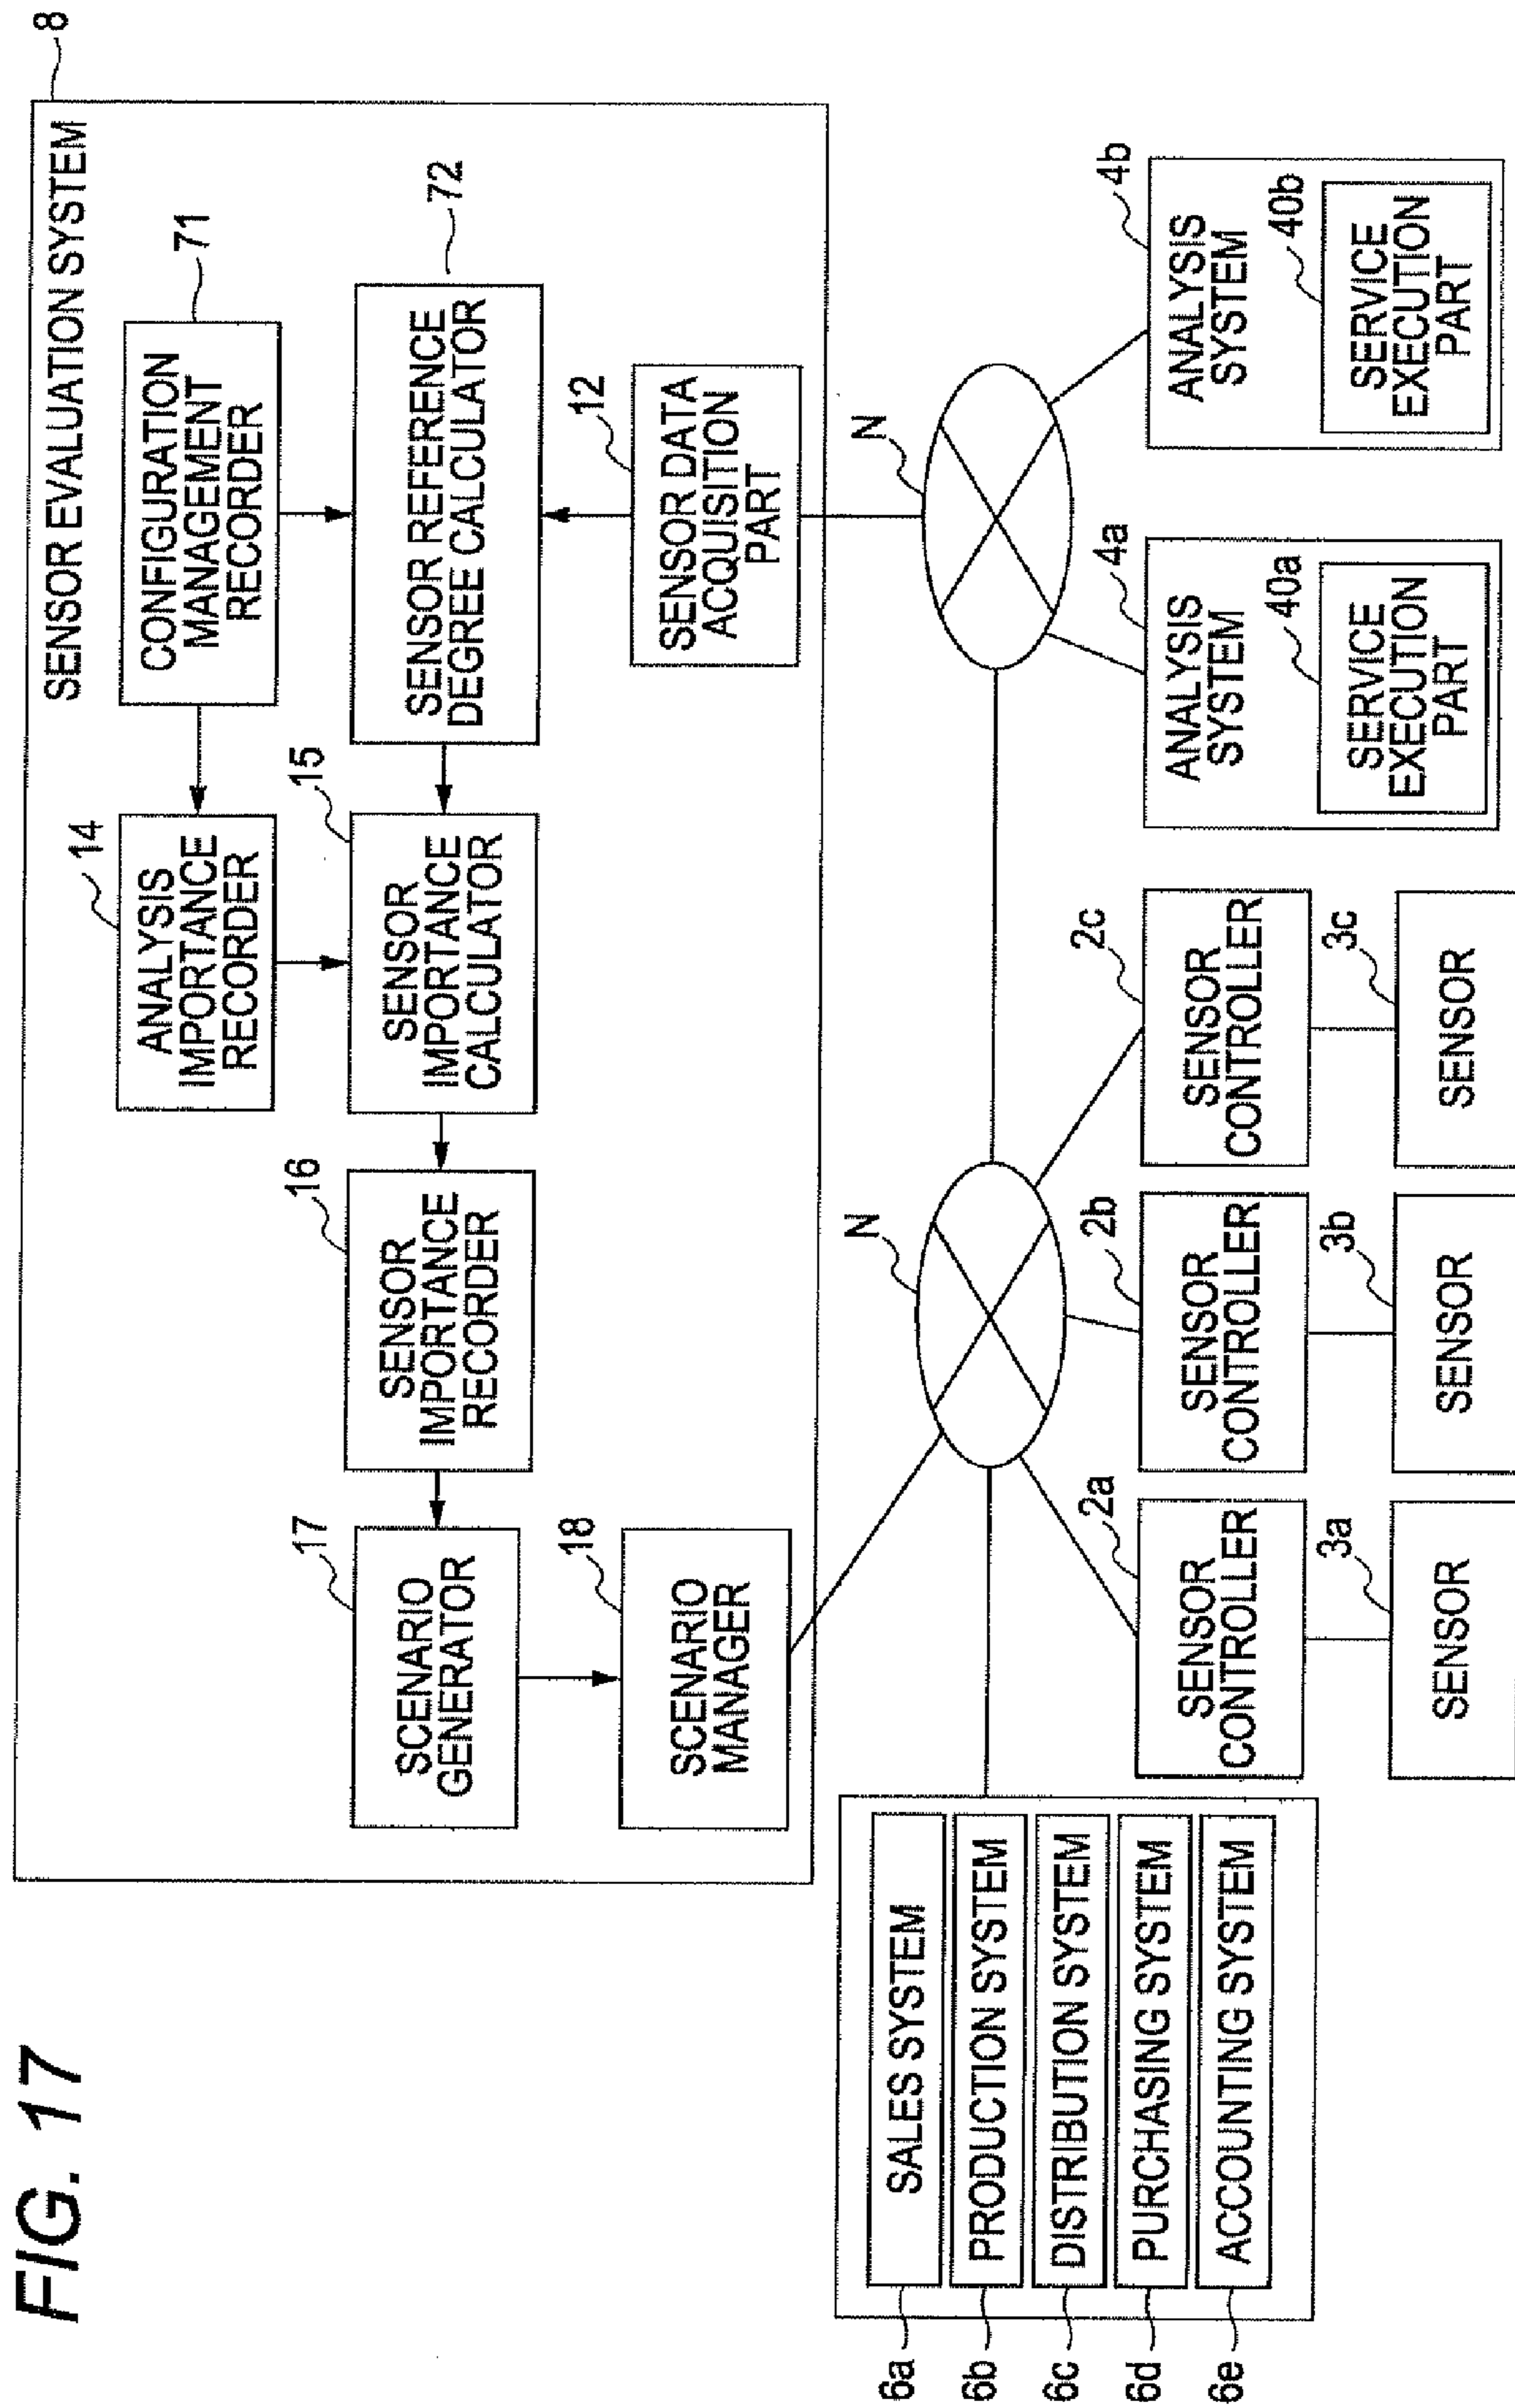 FIG. 17
8
SENSOR EVALUATION SYSTEM
14
ANALYSIS
IMPORTANCE
RECORDER
71
CONFIGURATION
MANAGEMENT
RECORDER
17
SCENARIO
GENERATOR
16
SENSOR
IMPORTANCE
RECORDER
15
SENSOR
IMPORTANCE
CALCULATOR
72
SENSOR REFERENCE
DEGREE CALCULATOR
18
SCENARIO
MANAGER
12
SENSOR DATA
ACQUISITION
PART
N
N
6a
SALES SYSTEM
6b
PRODUCTION SYSTEM
6c
DISTRIBUTION SYSTEM
6d
PURCHASING SYSTEM
6e
ACCOUNTING SYSTEM
2a
SENSOR
CONTROLLER
2b
SENSOR
CONTROLLER
2c
SENSOR
CONTROLLER
3a
SENSOR
3b
SENSOR
3c
SENSOR
4a
ANALYSIS
SYSTEM
40a
SERVICE
EXECUTION
PART
4b
ANALYSIS
SYSTEM
40b
SERVICE
EXECUTION
PART